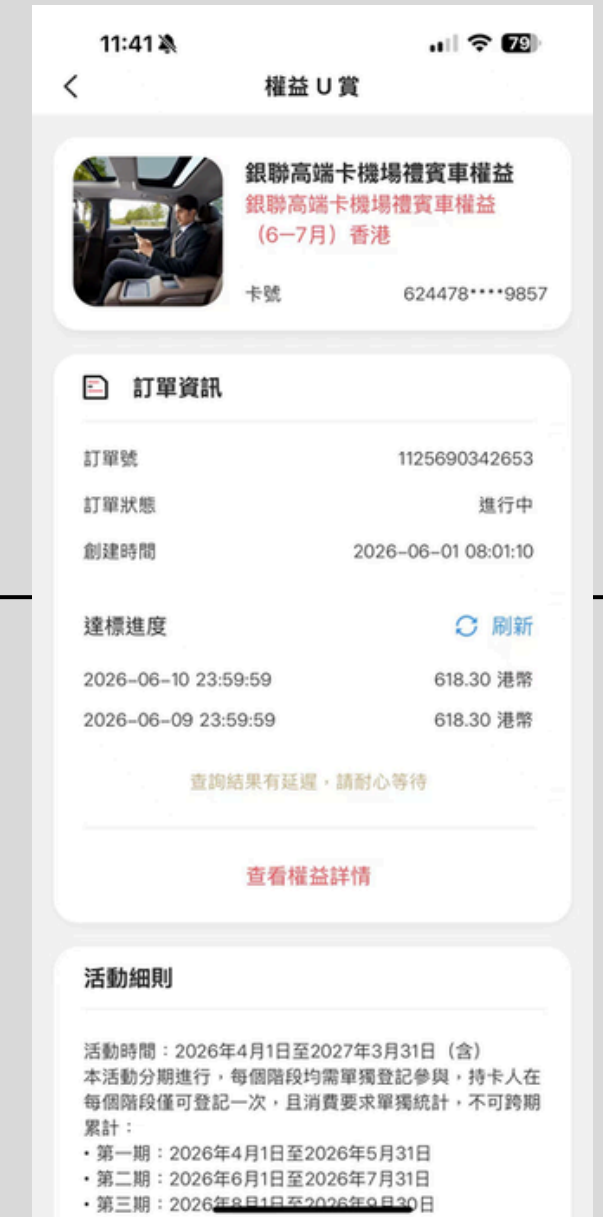 11:41
79
權益 U 賞
銀聯高端卡機場禮賓車權益
銀聯高端卡機場禮賓車權益
（6–7月）香港
卡號 624478****9857
訂單資訊
訂單號 1125690342653
訂單狀態 進行中
創建時間 2026–06–01 08:01:10
達標進度 刷新
2026–06–10 23:59:59 618.30 港幣
2026–06–09 23:59:59 618.30 港幣
查詢結果有延遲，請耐心等待
查看權益詳情
活動細則
活動時間：2026年4月1日至2027年3月31日（含）
本活動分期進行，每個階段均需單獨登記參與，持卡人在
每個階段僅可登記一次，且消費要求單獨統計，不可跨期
累計：
・第一期：2026年4月1日至2026年5月31日
・第二期：2026年6月1日至2026年7月31日
・第三期：2026年8月1日至2026年9月30日